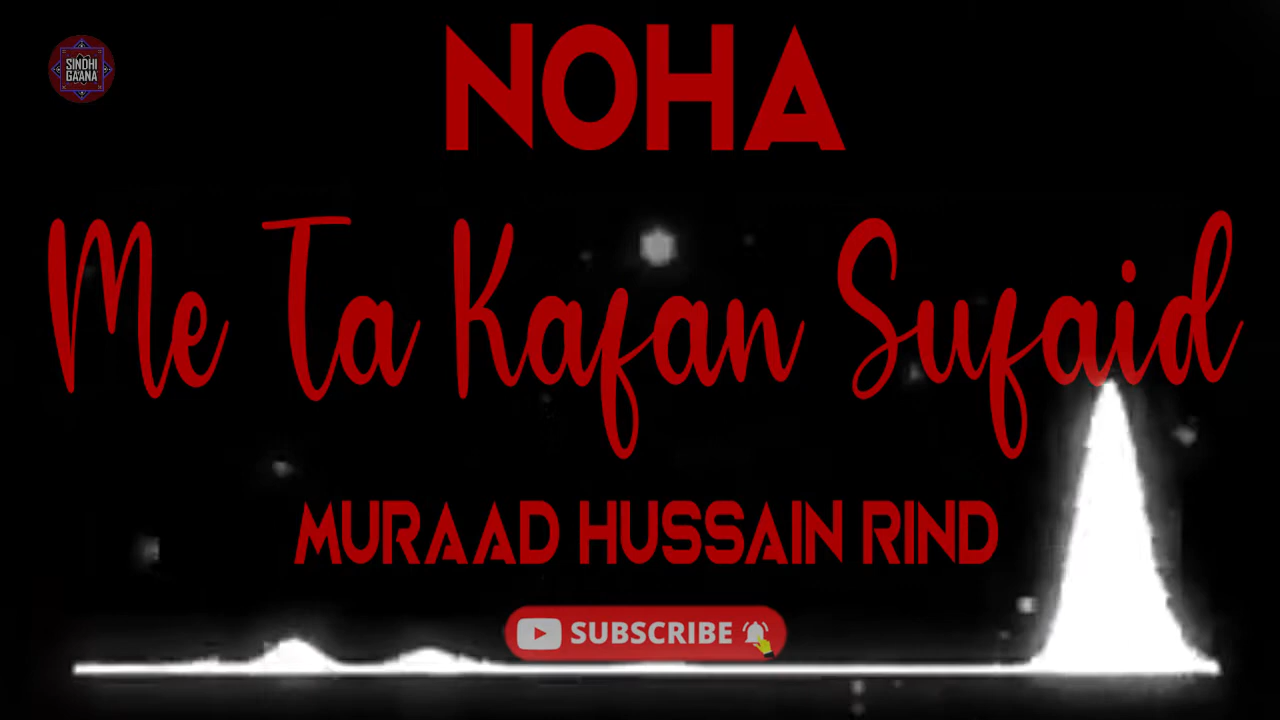 SINDHI
GAANA
NOHA
Me Ta Kafan Sufaid
MURAAD HUSSAIN RIND
SUBSCRIBE